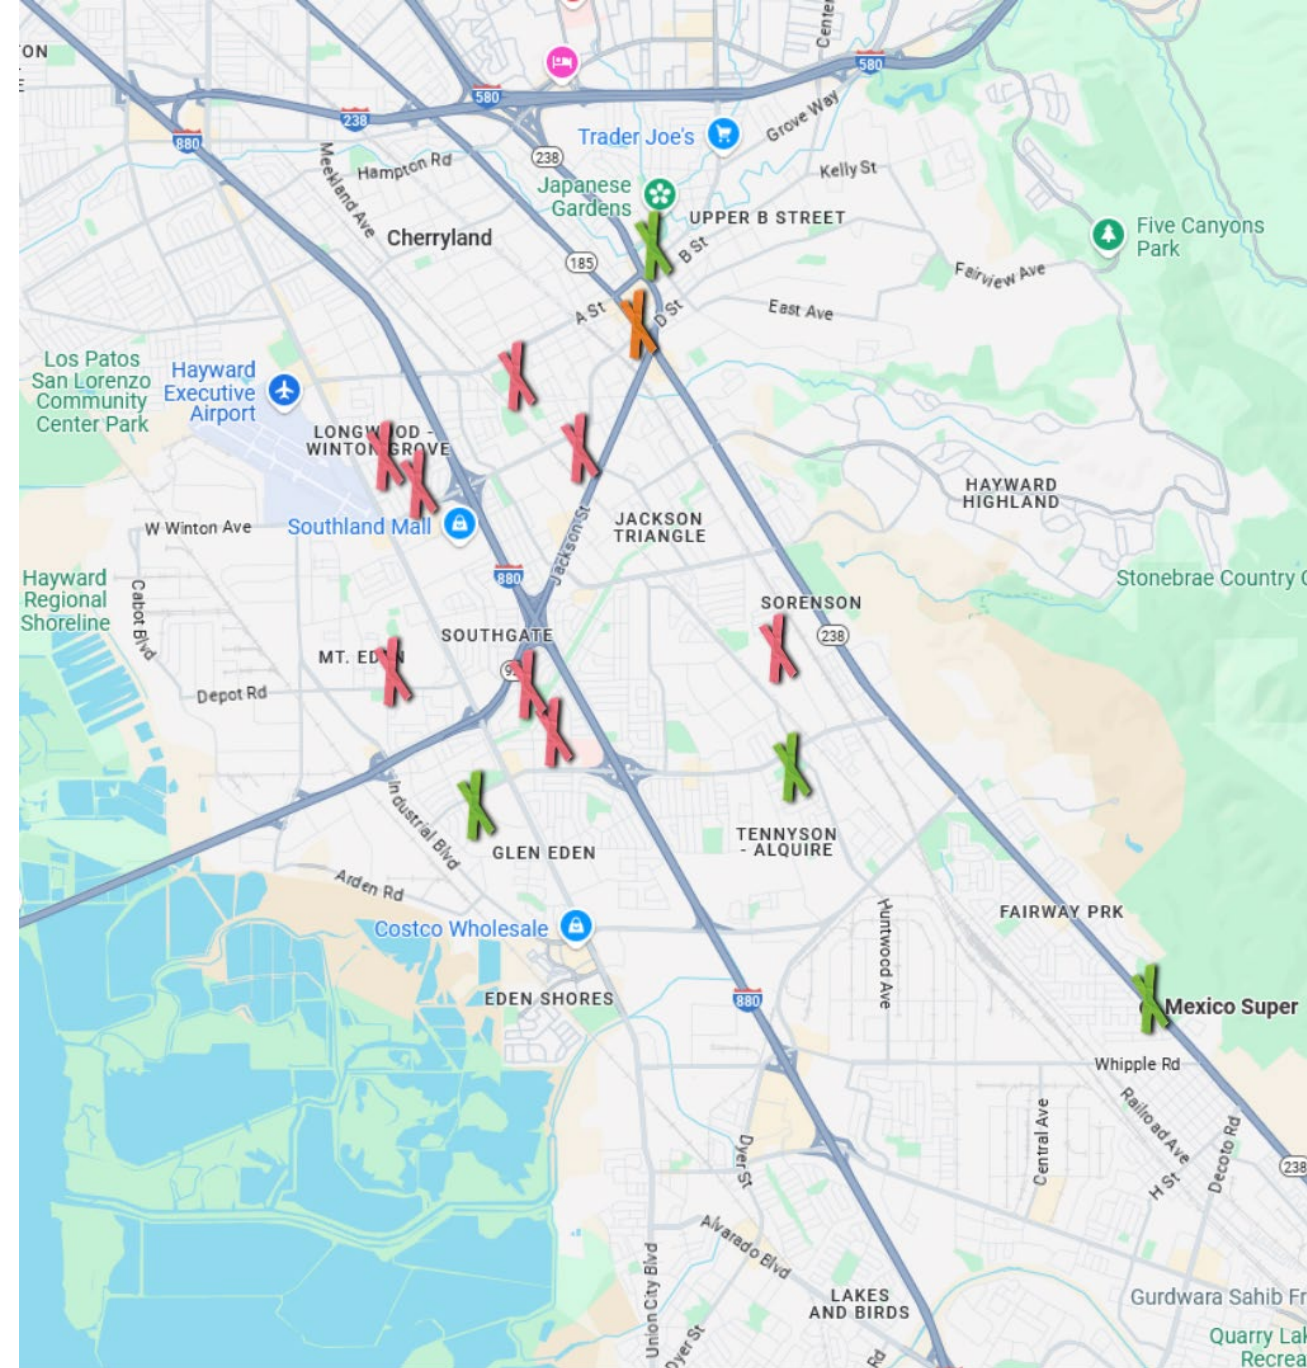 ON
580
580
238
880
Center
Grove Way
Trader Joe's
238
Hampton Rd
Meekland Ave
Kelly St
Japanese
Gardens
UPPER B STREET
Five Canyons
Park
Cherryland
B St
185
Fairview Ave
A St
D St
East Ave
Los Patos
San Lorenzo
Community
Center Park
Hayward
Executive
Airport
LONGWOOD -
WINTON GROVE
HAYWARD
HIGHLAND
W Winton Ave
Southland Mall
JACKSON
TRIANGLE
Jackson St
880
Hayward
Regional
Shoreline
Cabot Blvd
Stonebrae Country C
SORENSON
238
SOUTHGATE
MT. EDEN
Depot Rd
Industrial Blvd
TENNYSON
- ALQUIRE
GLEN EDEN
Arden Rd
Costco Wholesale
Huntwood Ave
FAIRWAY PRK
EDEN SHORES
880
Mexico Super
Whipple Rd
Railroad Ave
Central Ave
Decoto Rd
H St
238
Dyer St
Alvarado Blvd
Union City Blvd
LAKES
AND BIRDS
Gurdwara Sahib Fr
Dyer St
Rd
Quarry Lak
Recrea